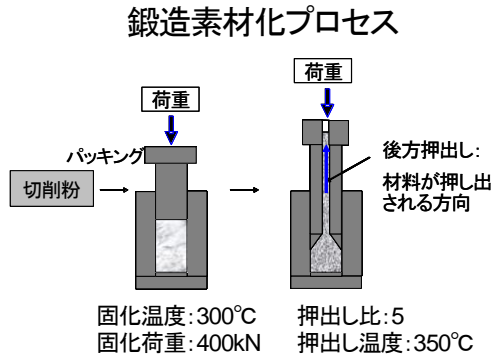 鍛造素材化プロセス
荷重
荷重
パッキング
切削粉
後方押出し:
材料が押し出
される方向
固化温度:300℃
固化荷重:400kN
押出し比:5
押出し温度:350℃